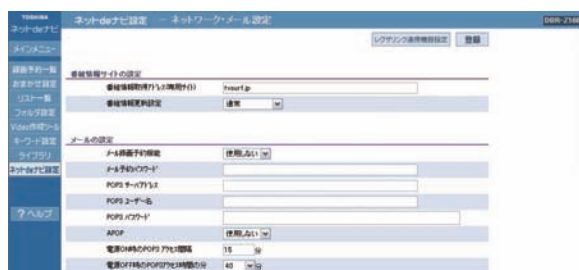 TOSHIBA
ネットdeナビ
ネットdeナビ設定 － ネットワーク・メール設定
DBR-Z160
レグザリンク連携機器設定 登録
メインメニュー
録画予約一覧
おまかせ設定
リスト一覧
フォルダ設定
Video作成ツール
キーワード設定
ライブラリ
ネットdeナビ設定
?ヘルプ
番組情報サイトの設定
番組情報取得アドレス(専用サイト) tvsurf.jp
番組情報更新設定 通常
メールの設定
メール録画予約機能 使用しない
メール予約パスワード
POP3 サーバアドレス
POP3 ユーザー名
POP3 パスワード
APOP 使用しない
電源ON時のPOP3 アクセス間隔 15 分
電源OFF時のPOP3アクセス時間の分 40 分